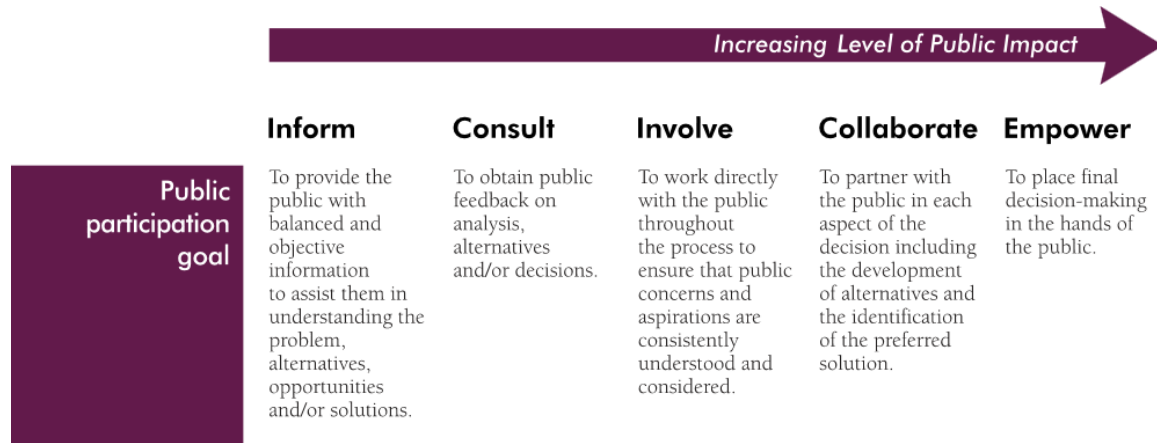 Increasing Level of Public Impact
Inform
Consult
Involve
Collaborate
Empower
Public
participation
goal
To provide the
public with
balanced and
objective
information
to assist them in
understanding the
problem,
alternatives,
opportunities
and/or solutions.
To obtain public
feedback on
analysis,
alternatives
and/or decisions.
To work directly
with the public
throughout
the process to
ensure that public
concerns and
aspirations are
consistently
understood and
considered.
To partner with
the public in each
aspect of the
decision including
the development
of alternatives and
the identification
of the preferred
solution.
To place final
decision-making
in the hands of
the public.